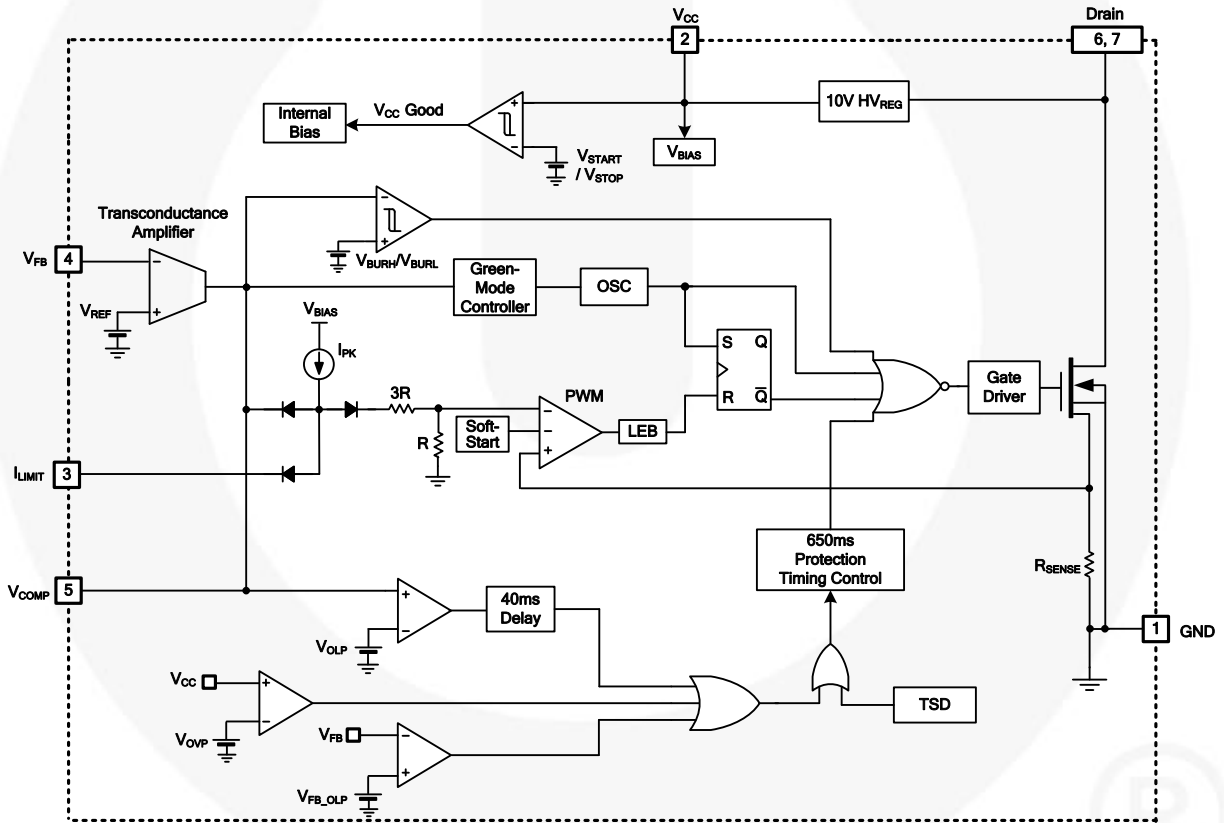 VCC
Drain
2
6, 7
Internal
Bias
VCC Good
+
-
VSTART
/ VSTOP
VBIAS
10V HVREG
Transconductance
Amplifier
VFB
4
-
+
VREF
-
+
VBURH/VBURL
Green-
Mode
Controller
OSC
VBIAS
IPK
S
Q
R
Q
3R
R
Soft-
Start
PWM
-
-
+
LEB
Gate
Driver
ILIMIT
3
650ms
Protection
Timing Control
RSENSE
VCOMP
5
+
-
VOLP
40ms
Delay
1
GND
VCC
+
-
VOVP
VFB
-
+
VFB_OLP
TSD
R